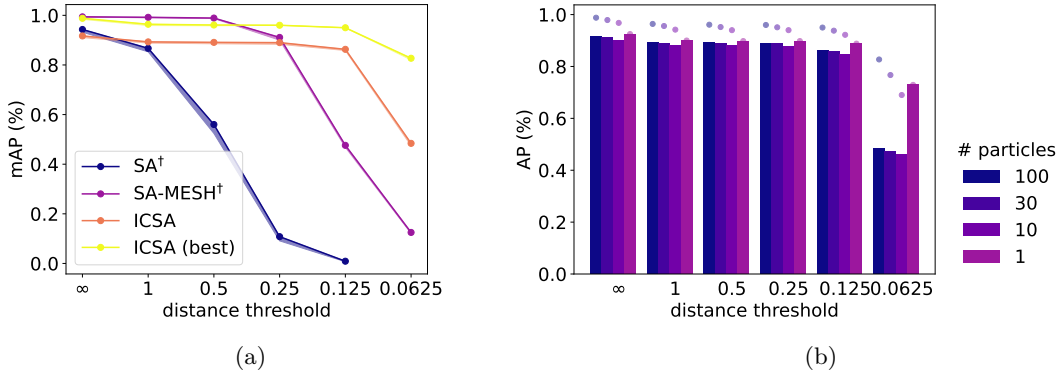 1.0
0.8
0.6
0.4
0.2
0.0
mAP (%)
SA†
SA-MESH†
ICSA
ICSA (best)
∞ 1 0.5 0.25 0.125 0.0625
distance threshold
(a)
1.0
0.8
0.6
0.4
0.2
0.0
AP (%)
∞ 1 0.5 0.25 0.125 0.0625
distance threshold
(b)
# particles
100
30
10
1